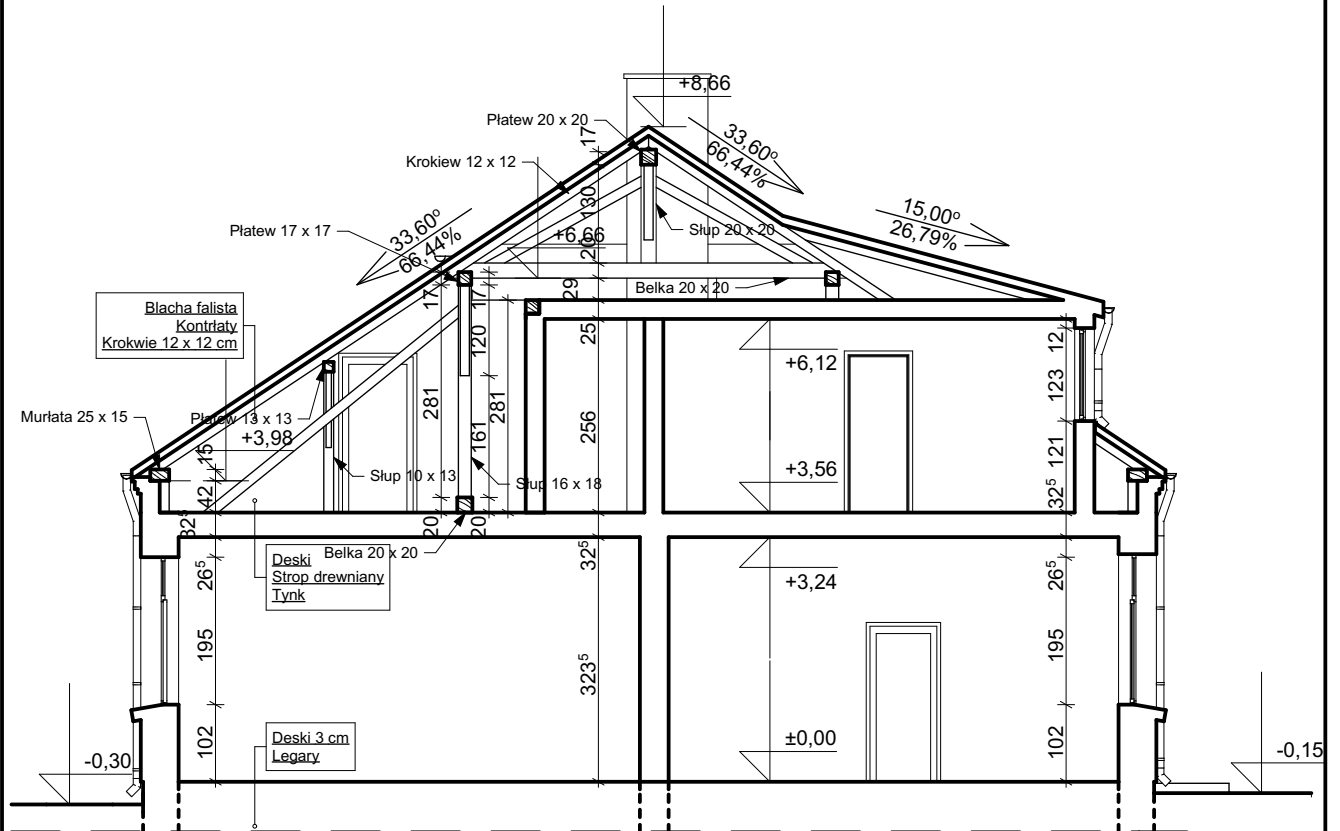 +8,66
Płatew 20 x 20
17
33,60°
66,44%
Krokiew 12 x 12
130
15,00°
26,79%
Płatew 17 x 17
33,60°
66,44%
+6,66
Słup 20 x 20
20
17
17
29
Belka 20 x 20
Blacha falista
Kontrłaty
Krokwie 12 x 12 cm
120
25
+6,12
12
123
281
281
Murłata 25 x 15
Płatew 13 x 13
+3,98
256
161
121
15
Słup 10 x 13
Słup 16 x 18
+3,56
42
32⁵
32⁵
20
20
Belka 20 x 20
32⁵
Deski
Strop drewniany
Tynk
26⁵
+3,24
26⁵
195
323⁵
195
Deski 3 cm
Legary
102
±0,00
102
-0,30
-0,15